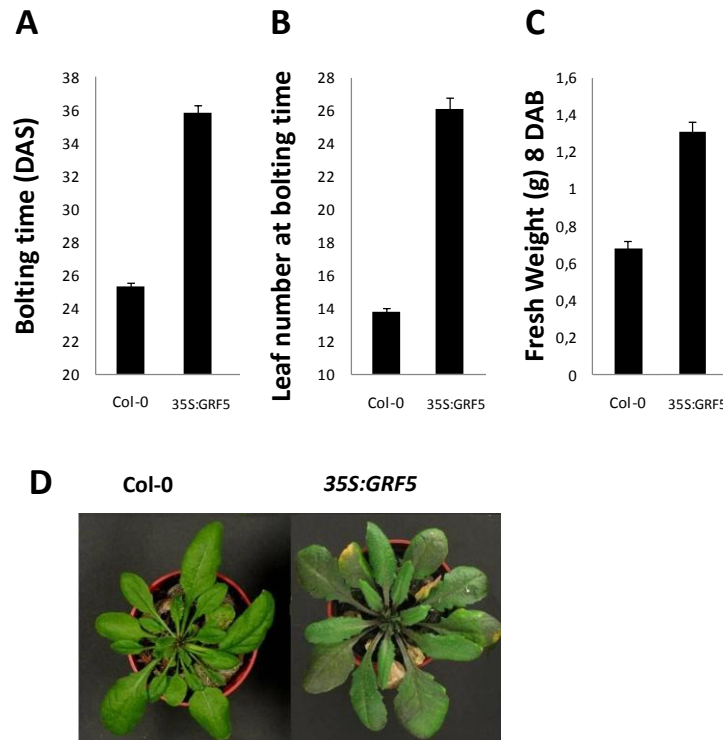 A
Bolting time (DAS)
38
36
34
32
30
28
26
24
22
20
Col-0
35S:GRF5
B
Leaf number at bolting time
28
26
24
22
20
18
16
14
12
10
Col-0
35S:GRF5
C
Fresh Weight (g) 8 DAB
1,6
1,4
1,2
1
0,8
0,6
0,4
0,2
0
Col-0
35S:GRF5
D
Col-0
35S:GRF5